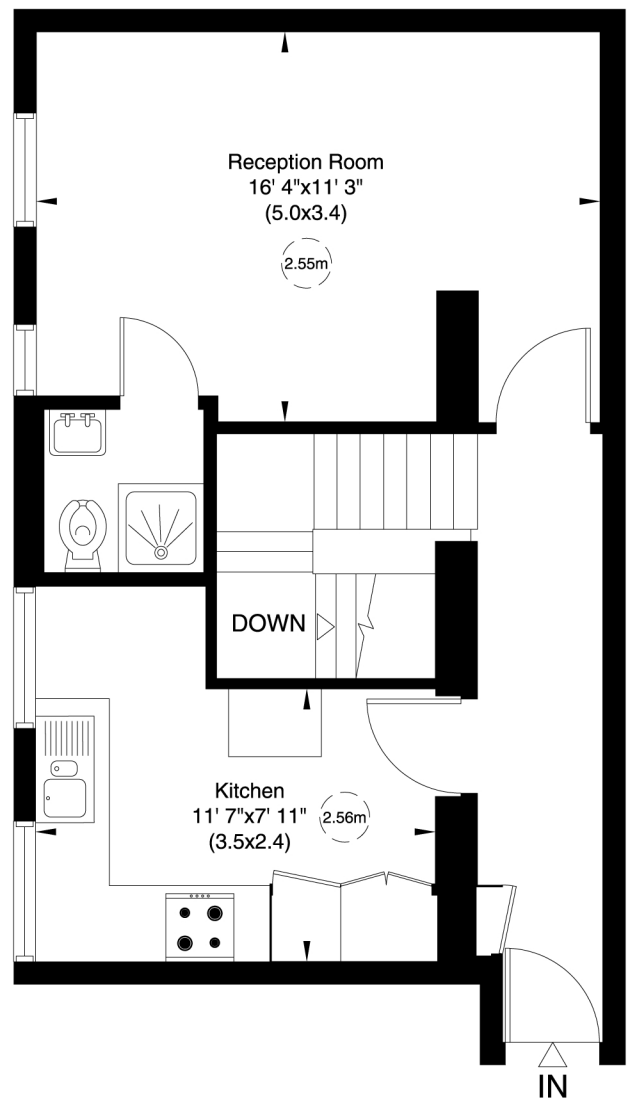 Reception Room
16' 4"x11' 3"
(5.0x3.4)
2.55m
DOWN
Kitchen
11' 7"x7' 11"
(3.5x2.4)
2.56m
IN